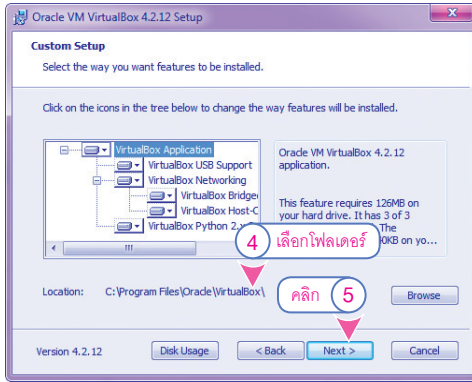 Oracle VM VirtualBox 4.2.12 Setup
Custom Setup
Select the way you want features to be installed.
Click on the icons in the tree below to change the way features will be installed.
VirtualBox Application
VirtualBox USB Support
VirtualBox Networking
VirtualBox Bridge
VirtualBox Host-C
VirtualBox Python 2.
Oracle VM VirtualBox 4.2.12
application.
This feature requires 126MB on
your hard drive. It has 3 of 3
The
KB on yo...
4 เลือกโฟลเดอร์
Location: C:\Program Files\Oracle\VirtualBox\
คลิก 5
Browse
Version 4.2.12
Disk Usage
< Back
Next >
Cancel